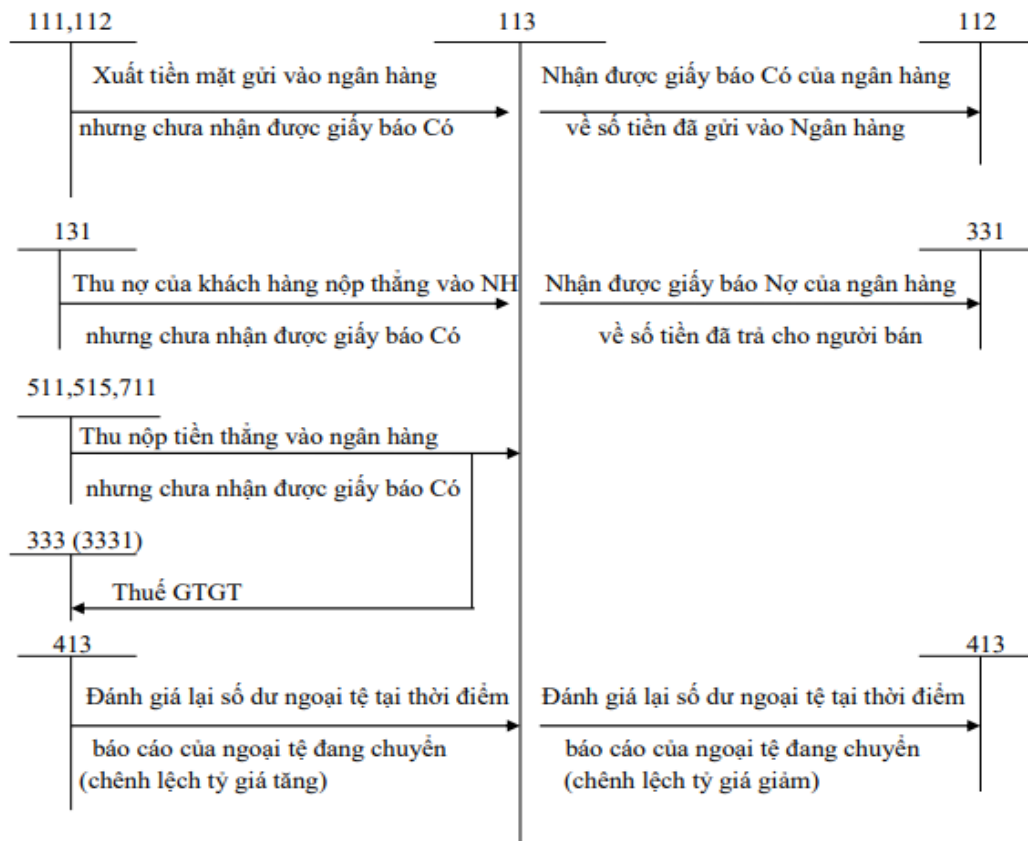 111,112
113
112
Xuất tiền mặt gửi vào ngân hàng
nhưng chưa nhận được giấy báo Có
Nhận được giấy báo Có của ngân hàng
về số tiền đã gửi vào Ngân hàng
131
331
Thu nợ của khách hàng nộp thẳng vào NH
nhưng chưa nhận được giấy báo Có
Nhận được giấy báo Nợ của ngân hàng
về số tiền đã trả cho người bán
511,515,711
Thu nộp tiền thẳng vào ngân hàng
nhưng chưa nhận được giấy báo Có
333 (3331)
Thuế GTGT
413
413
Đánh giá lại số dư ngoại tệ tại thời điểm
báo cáo của ngoại tệ đang chuyển
(chênh lệch tỷ giá tăng)
Đánh giá lại số dư ngoại tệ tại thời điểm
báo cáo của ngoại tệ đang chuyển
(chênh lệch tỷ giá giảm)